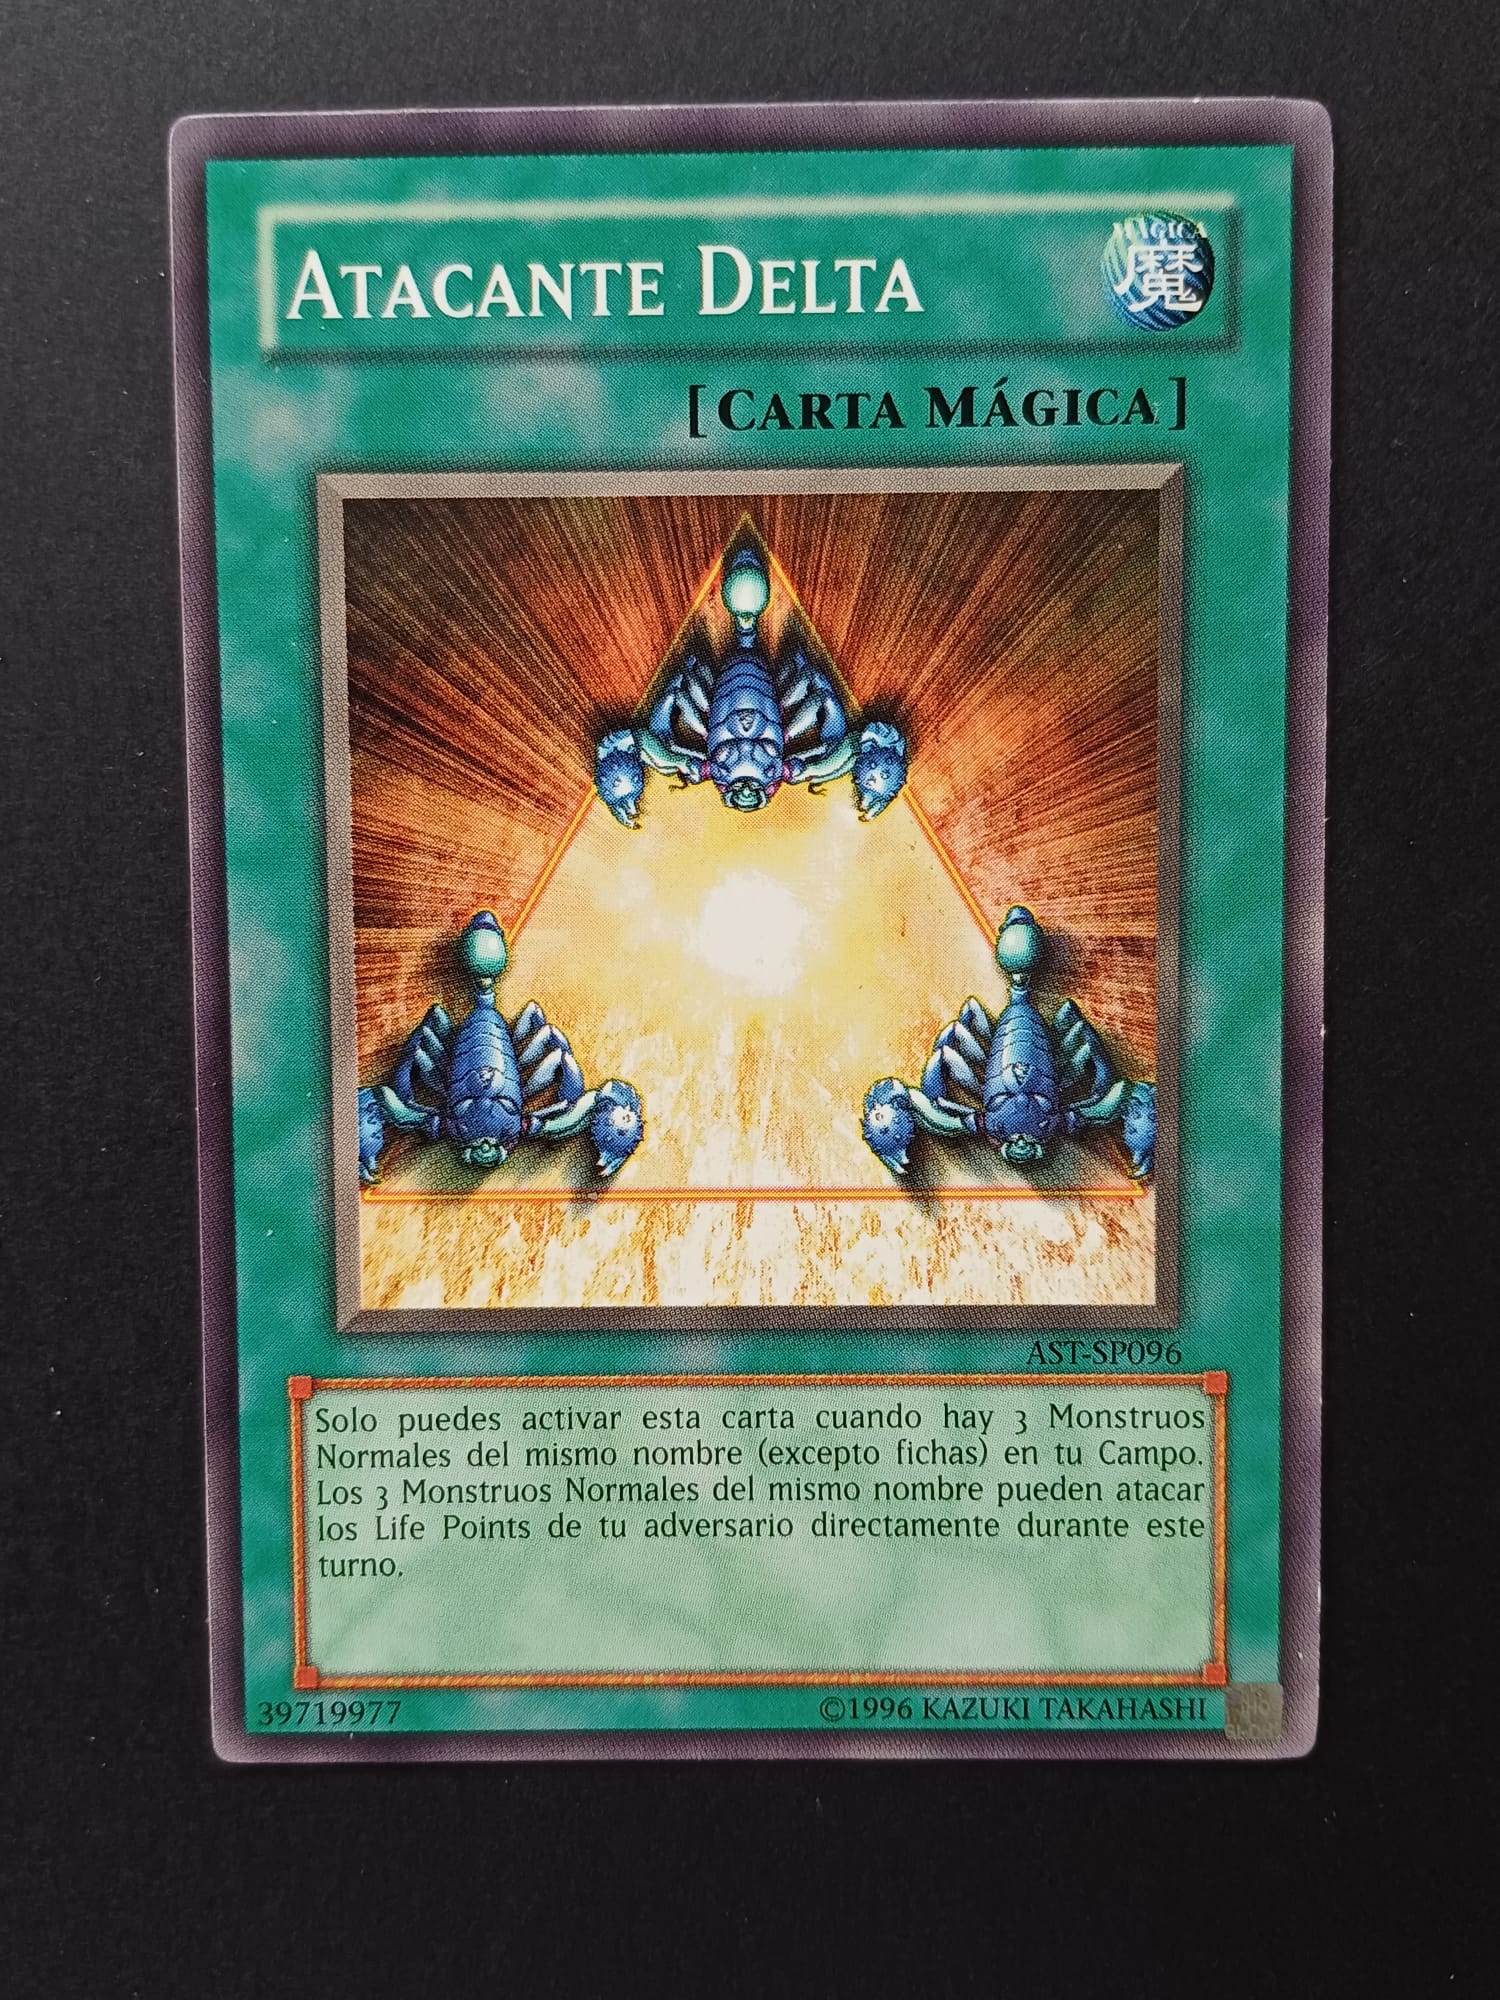 ATACANTE DELTA
MÁGICA
魔
[CARTA MÁGICA]
AST-SP096
Solo puedes activar esta carta cuando hay 3 Monstruos
Normales del mismo nombre (excepto fichas) en tu Campo.
Los 3 Monstruos Normales del mismo nombre pueden atacar
los Life Points de tu adversario directamente durante este
turno.
39719977
©1996 KAZUKI TAKAHASHI